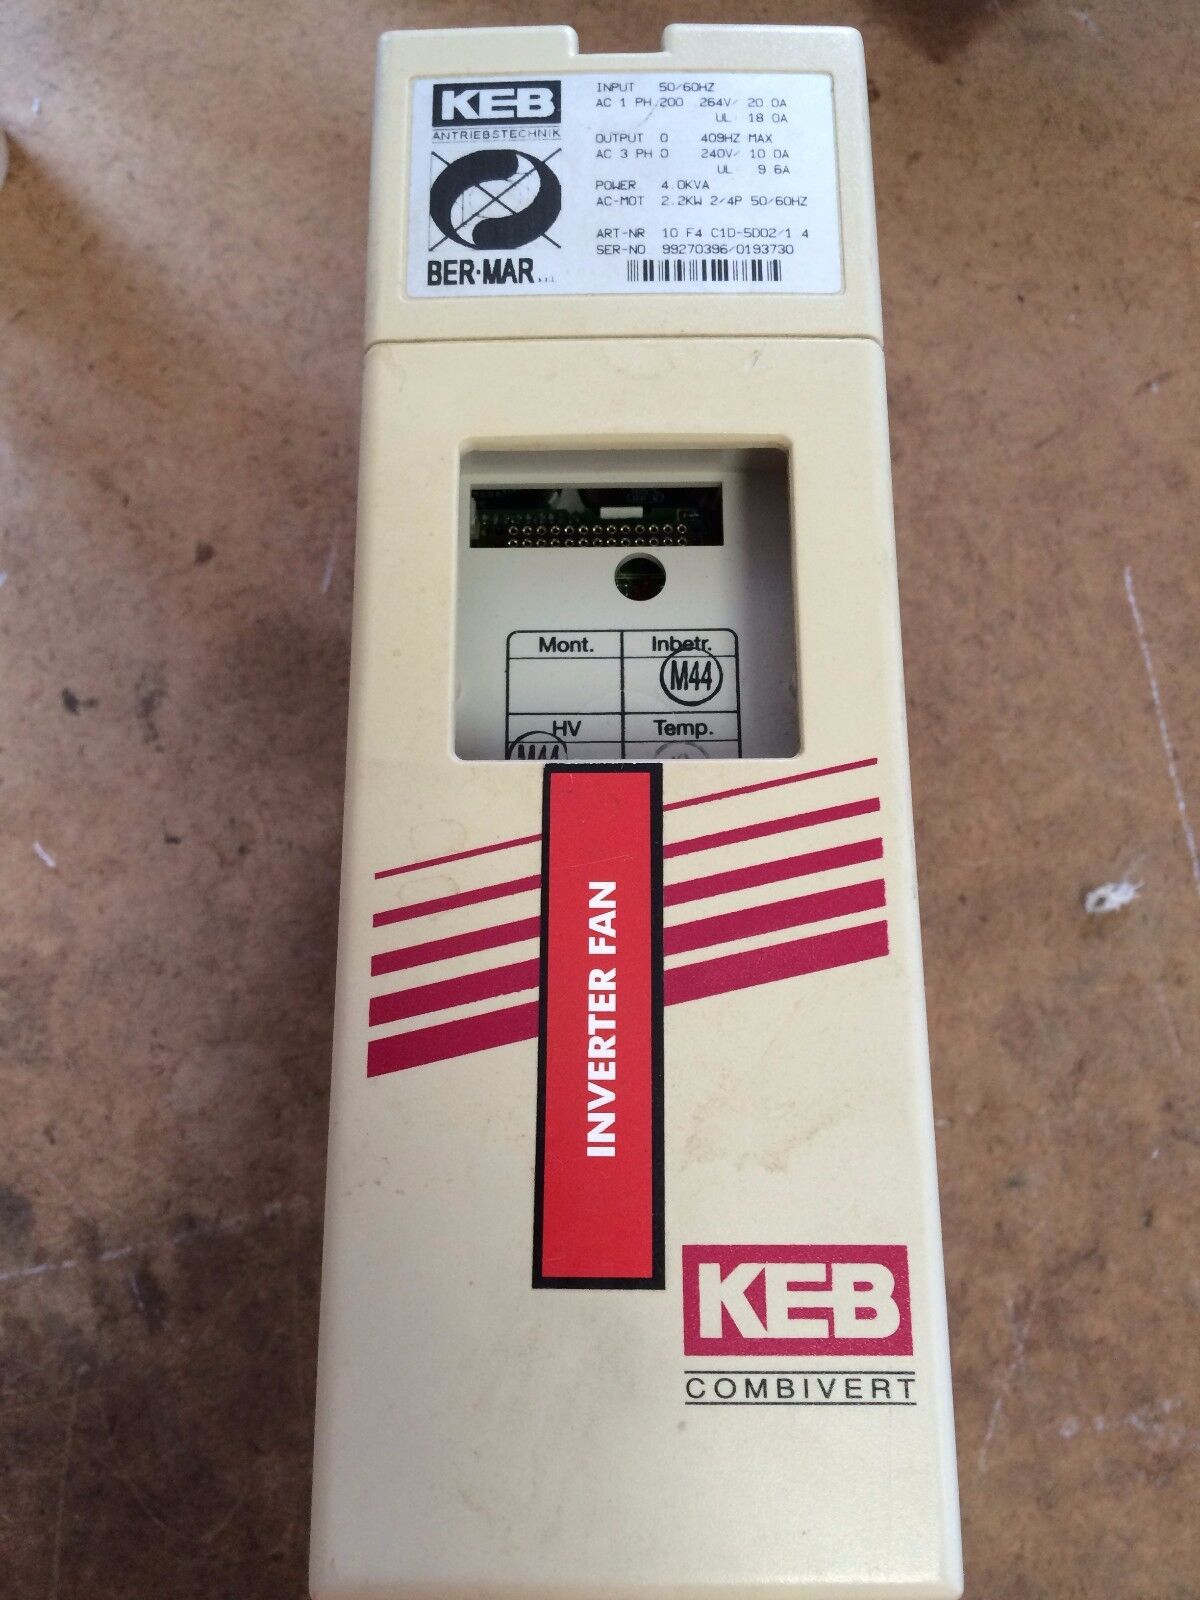 KEB
ANTRIEBSTECHNIK
BER·MAR
INPUT 50/60HZ
AC 1 PH 200 264V/ 20 0A
UL 18 0A
OUTPUT 0 409HZ MAX
AC 3 PH 0 240V/ 10 0A
UL 9 6A
POWER 4.0KVA
AC-MOT 2.2KW 2/4P 50/60HZ
ART-NR 10 F4 C1D-5D02/1 4
SER-NO 99270396/0193730
Mont. Inbetr.
M44
HV Temp.
M44
INVERTER FAN
KEB
COMBIVERT